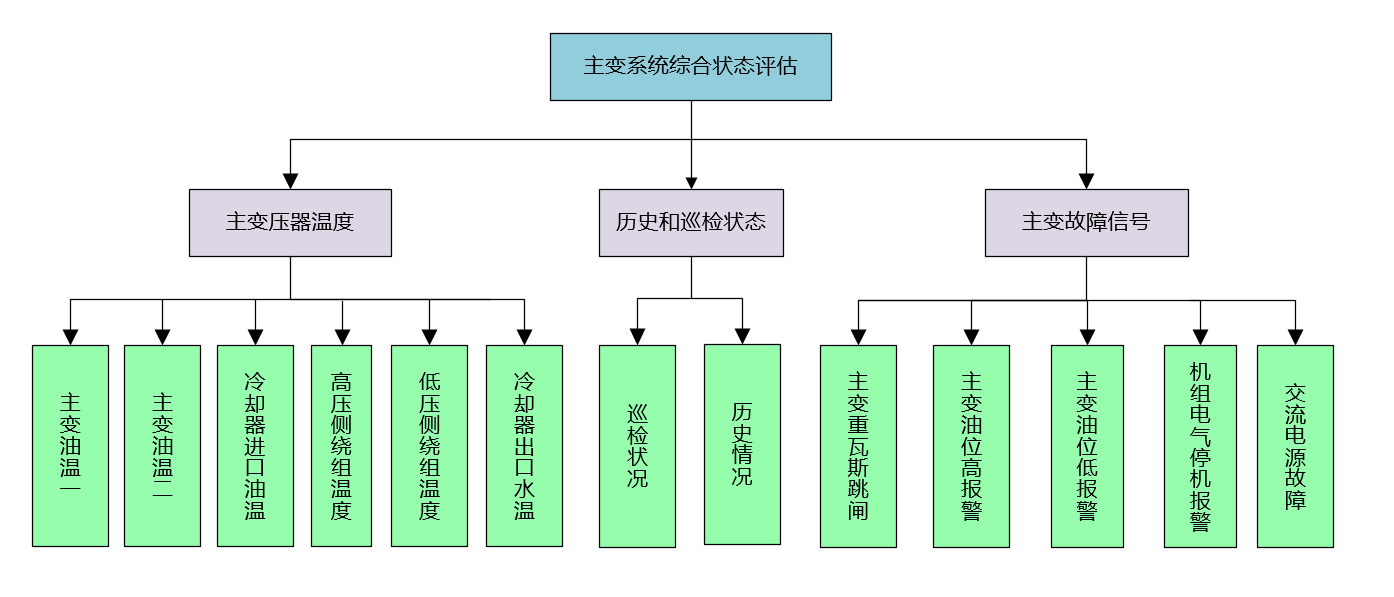 主变系统综合状态评估
主变压器温度
历史和巡检状态
主变故障信号
主变油温一
主变油温二
冷却器进口油温
高压侧绕组温度
低压侧绕组温度
冷却器出口水温
巡检状况
历史情况
主变重瓦斯跳闸
主变油位高报警
主变油位低报警
机组电气停机报警
交流电源故障